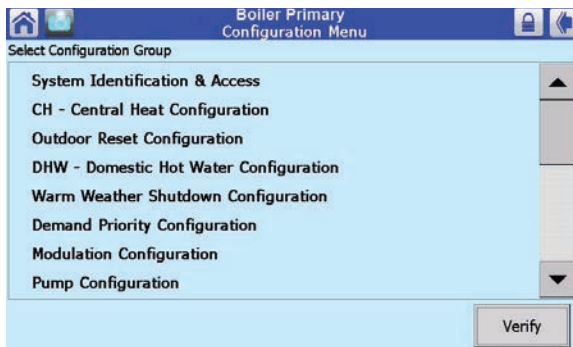 Boiler Primary
Configuration Menu
Select Configuration Group
System Identification & Access
CH - Central Heat Configuration
Outdoor Reset Configuration
DHW - Domestic Hot Water Configuration
Warm Weather Shutdown Configuration
Demand Priority Configuration
Modulation Configuration
Pump Configuration
Verify